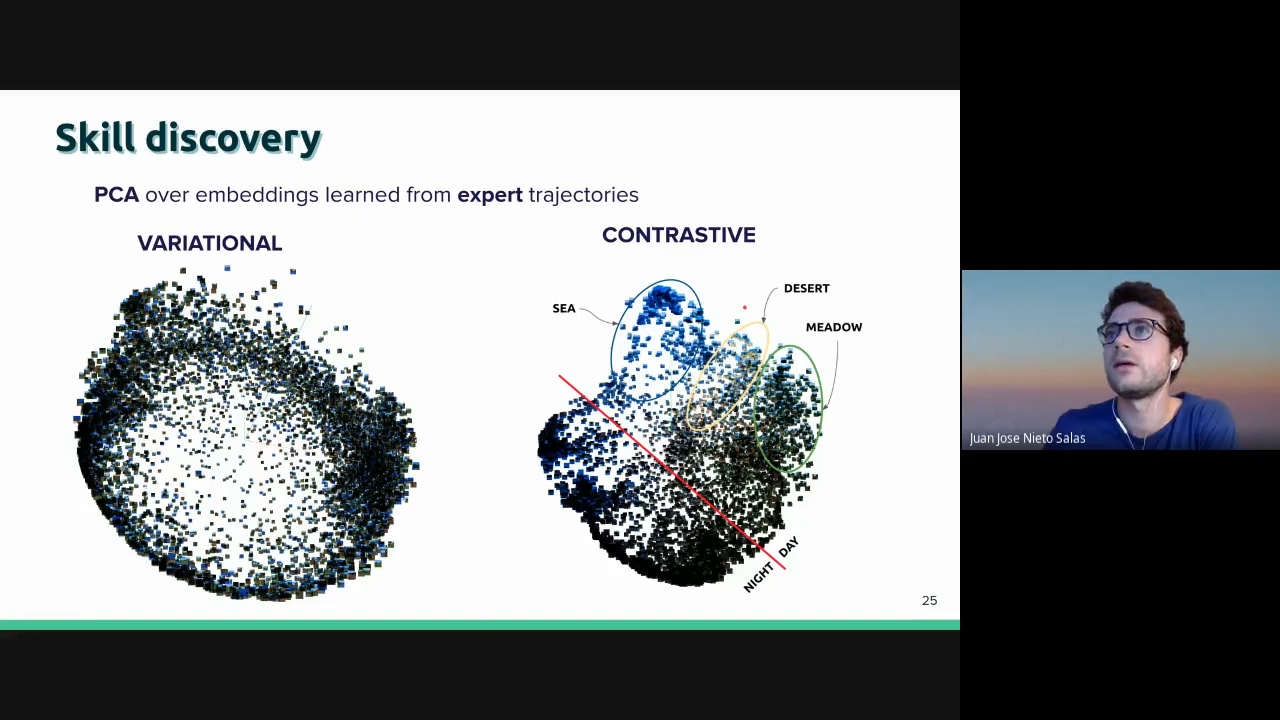 Skill discovery
PCA over embeddings learned from expert trajectories
VARIATIONAL
CONTRASTIVE
SEA
DESERT
MEADOW
DAY
NIGHT
25
Juan Jose Nieto Salas